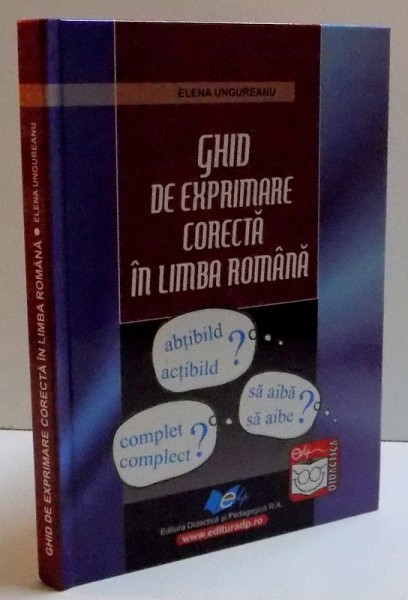 GHID DE EXPRIMARE CORECTĂ ÎN LIMBA ROMÂNĂ • ELENA UNGUREANU
ELENA UNGUREANU
GHID
DE EXPRIMARE
CORECTĂ
ÎN LIMBA ROMÂNĂ
abțibild
acțibild ?
să aibă
să aibe ?
complet
complect ?
DIDACTICA
Editura Didactică și Pedagogică R.A.
www.edituradp.ro